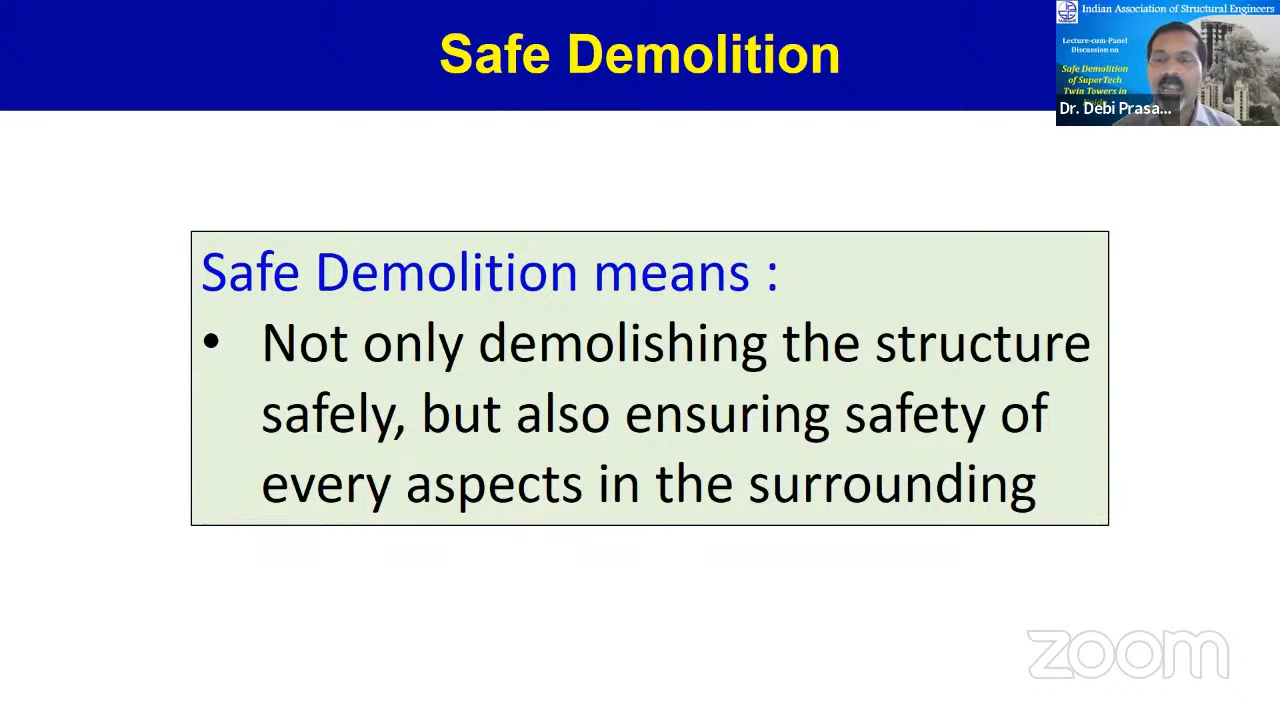 Safe Demolition
Indian Association of Structural Engineers
Lecture-cum-Panel
Discussion on
Safe Demolition
of SuperTech
Twin Towers in
Dr. Debi Prasa...
Safe Demolition means :
• Not only demolishing the structure
safely, but also ensuring safety of
every aspects in the surrounding
zoom